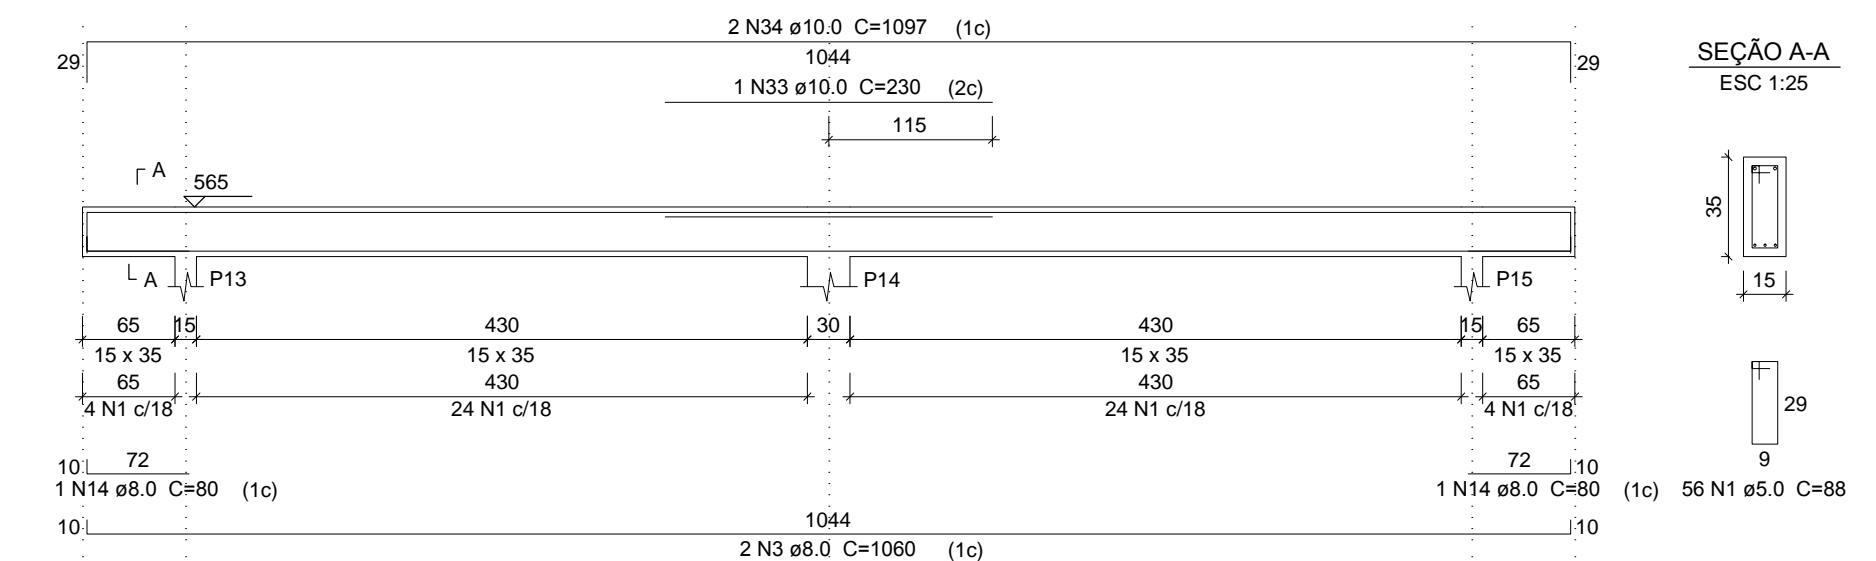 2 N34 ø10.0 C=1097 (1c)
29 1044 29
1 N33 ø10.0 C=230 (2c)
115
SEÇÃO A-A
ESC 1:25
A
565
A P13 P14 P15
35
15
65 15 430 30 430 15 65
15 x 35 15 x 35 15 x 35 15 x 35
65 430 430 65
4 N1 c/18 24 N1 c/18 24 N1 c/18 4 N1 c/18
29
9
56 N1 ø5.0 C=88
10 72 72 10
1 N14 ø8.0 C=80 (1c) 1 N14 ø8.0 C=80 (1c)
10 1044 10
2 N3 ø8.0 C=1060 (1c)